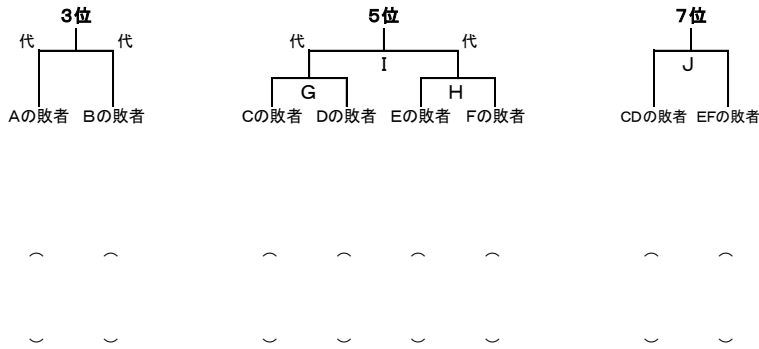 3位 5位 7位
代 代 代 代
I J
G H
Aの敗者 Bの敗者 Cの敗者 Dの敗者 Eの敗者 Fの敗者 CDの敗者 EFの敗者
︵ ︵ ︵ ︵ ︵ ︵ ︵ ︵
︶ ︶ ︶ ︶ ︶ ︶ ︶ ︶